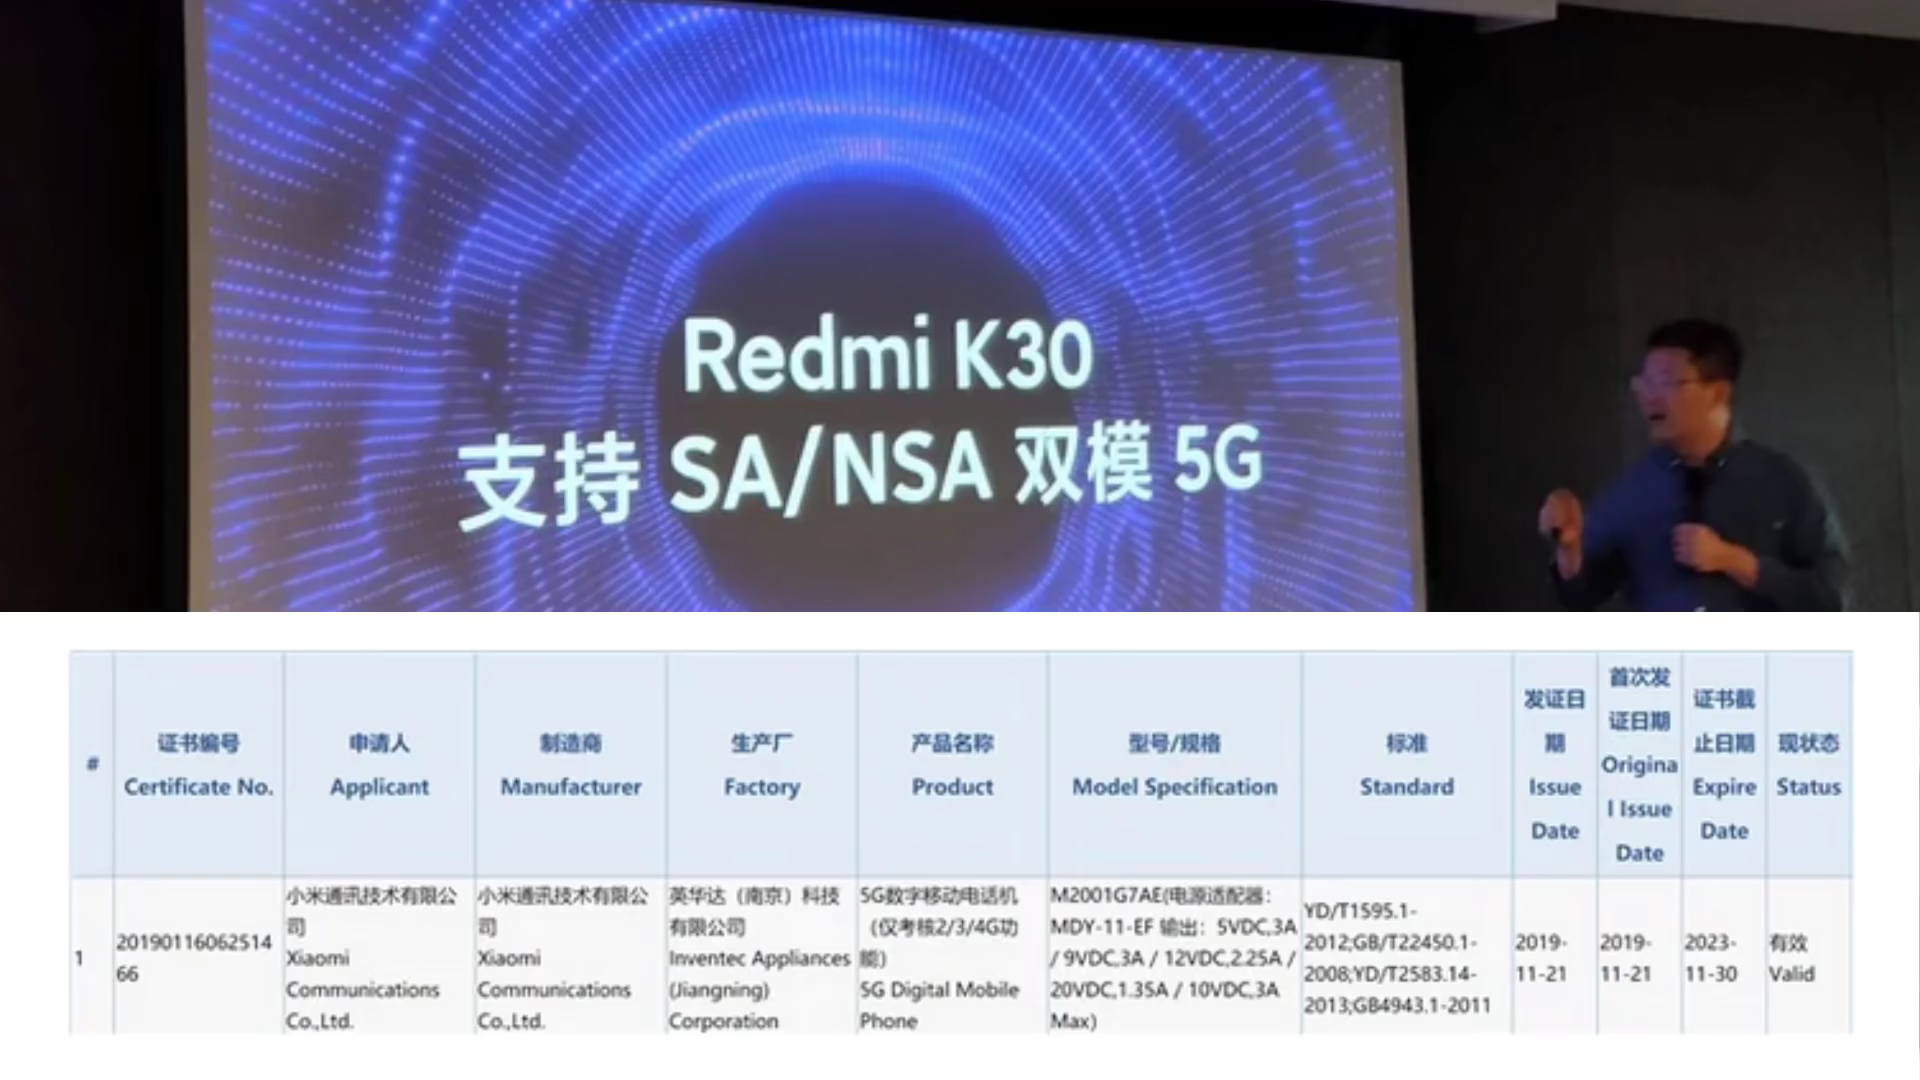 Redmi K30
支持 SA/NSA 双模 5G
#
证书编号
Certificate No.
申请人
Applicant
制造商
Manufacturer
生产厂
Factory
产品名称
Product
型号/规格
Model Specification
标准
Standard
发证日
期
Issue
Date
首次发
证日期
Origina
l Issue
Date
证书截
止日期
Expire
Date
现状态
Status
1
20190116062514
66
小米通讯技术有限公
司
Xiaomi
Communications
Co.,Ltd.
小米通讯技术有限公
司
Xiaomi
Communications
Co.,Ltd.
英华达（南京）科技
有限公司
Inventec Appliances
(Jiangning)
Corporation
5G数字移动电话机
（仅考核2/3/4G功
能）
5G Digital Mobile
Phone
M2001G7AE(电源适配器：
MDY-11-EF 输出：5VDC,3A
/ 9VDC,3A / 12VDC,2.25A /
20VDC,1.35A / 10VDC,3A
Max)
YD/T1595.1-
2012;GB/T22450.1-
2008;YD/T2583.14-
2013;GB4943.1-2011
2019-
11-21
2019-
11-21
2023-
11-30
有效
Valid